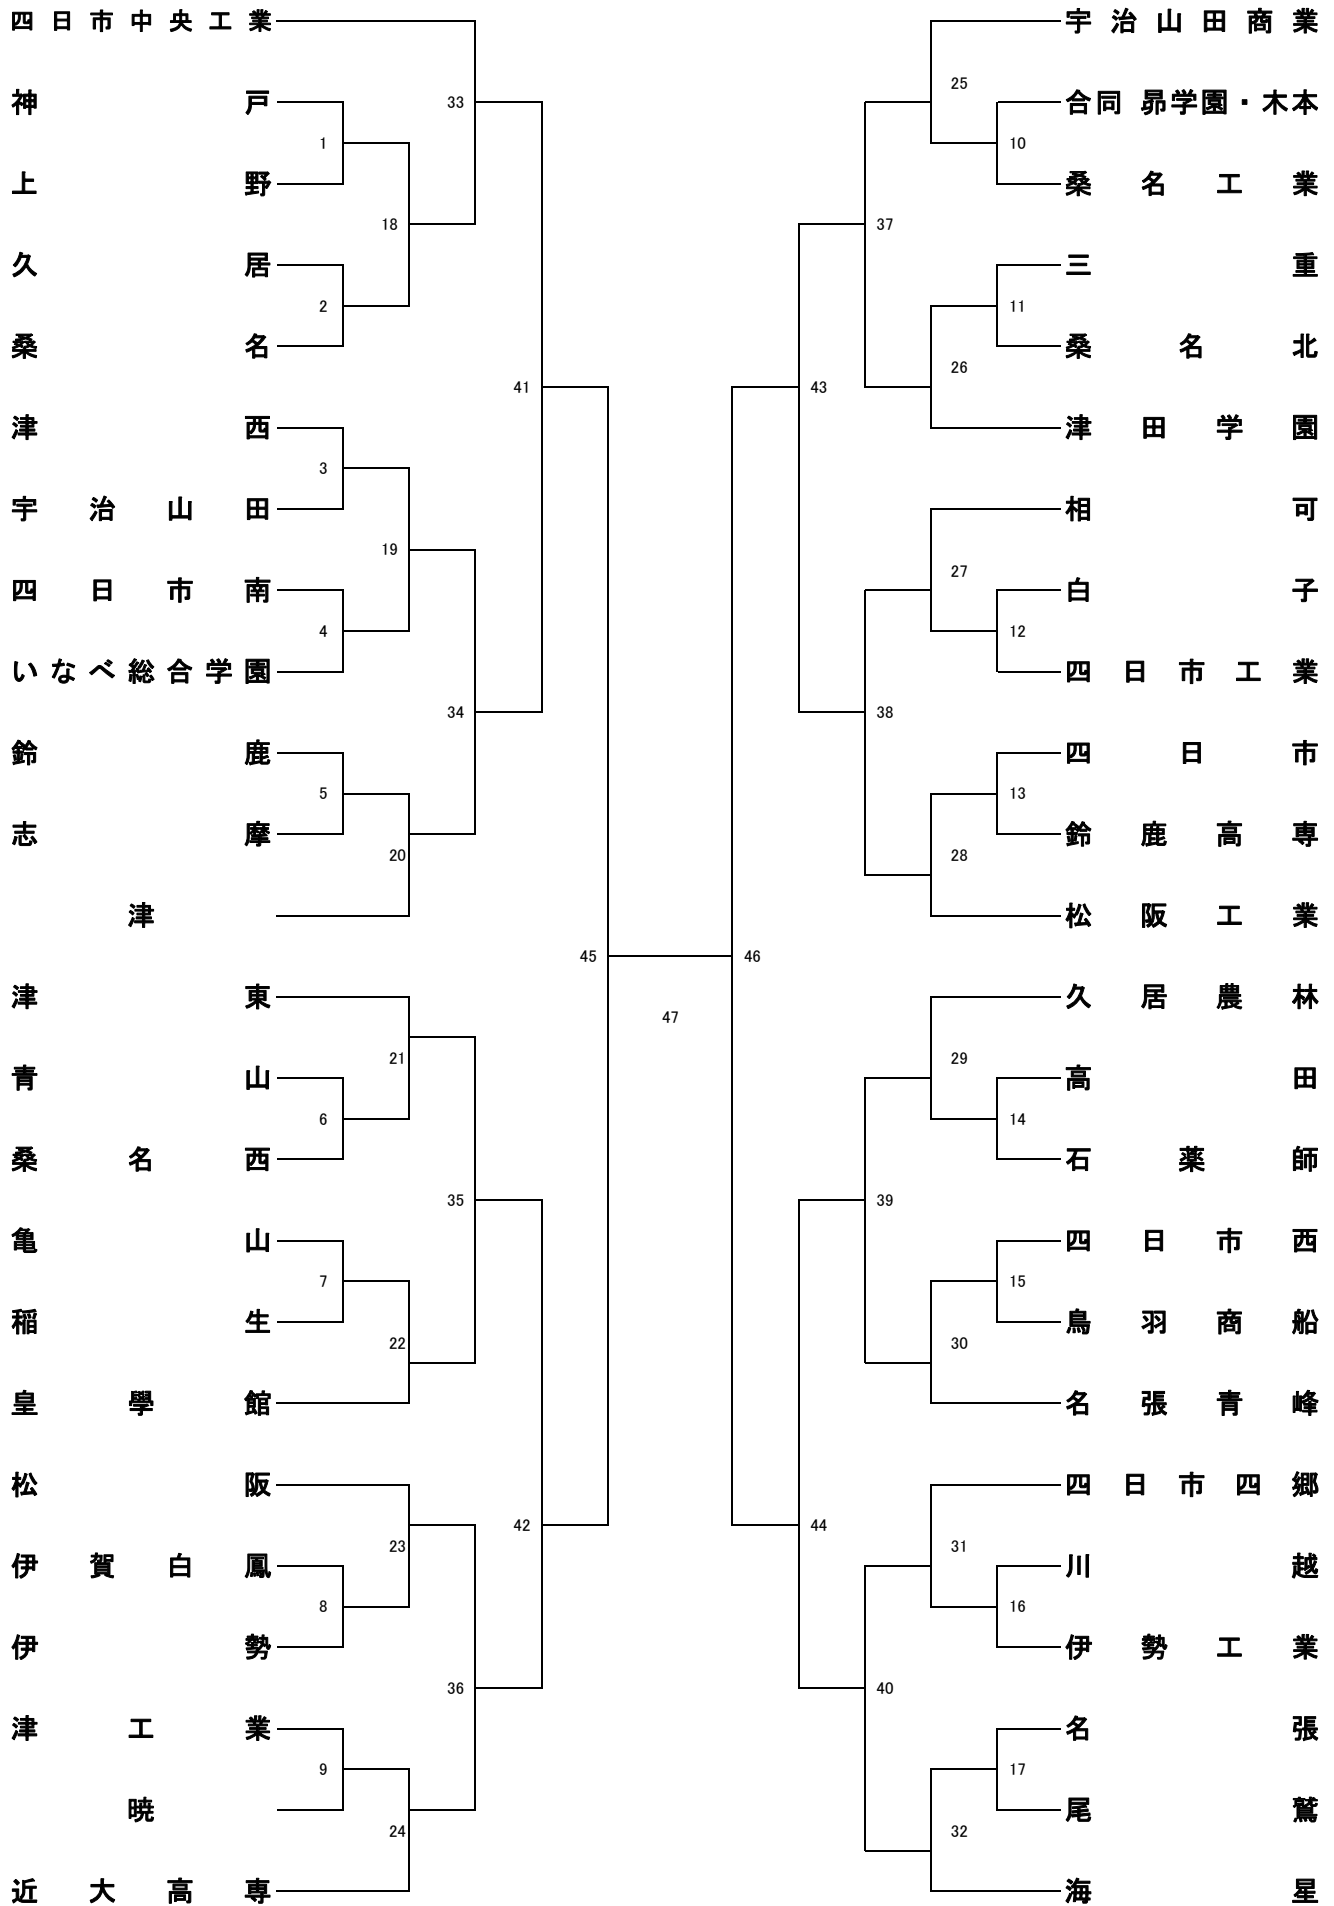 四日市中央工業
宇治山田商業
25
神戸
33
合同 昴学園・木本
1
10
上野
桑名工業
18
37
久居
三重
2
11
桑名
桑名北
26
41
43
津西
津田学園
3
宇治山田
相可
19
27
四日市南
白子
4
12
いなべ総合学園
四日市工業
34
38
鈴鹿
四日市
5
13
志摩
鈴鹿高専
20
28
津
松阪工業
45
46
津東
久居農林
47
21
29
青山
高田
6
14
桑名西
石薬師
35
39
亀山
四日市西
7
15
稲生
鳥羽商船
22
30
皇學館
名張青峰
松阪
四日市四郷
42
44
23
31
伊賀白鳳
川越
8
16
伊勢
伊勢工業
36
40
津工業
名張
9
17
暁
尾鷲
24
32
近大高専
海星